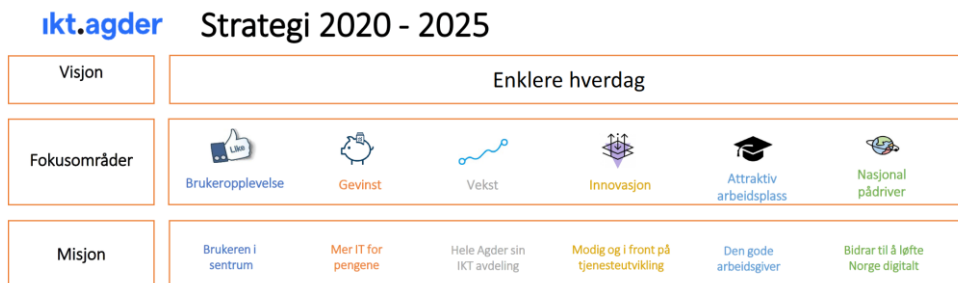 ıkt.agder Strategi 2020 - 2025
Visjon
Enklere hverdag
Fokusområder
Like
Brukeropplevelse
Gevinst
Vekst
Innovasjon
Attraktiv
arbeidsplass
Nasjonal
pådriver
Misjon
Brukeren i
sentrum
Mer IT for
pengene
Hele Agder sin
IKT avdeling
Modig og i front på
tjenesteutvikling
Den gode
arbeidsgiver
Bidrar til å løfte
Norge digitalt